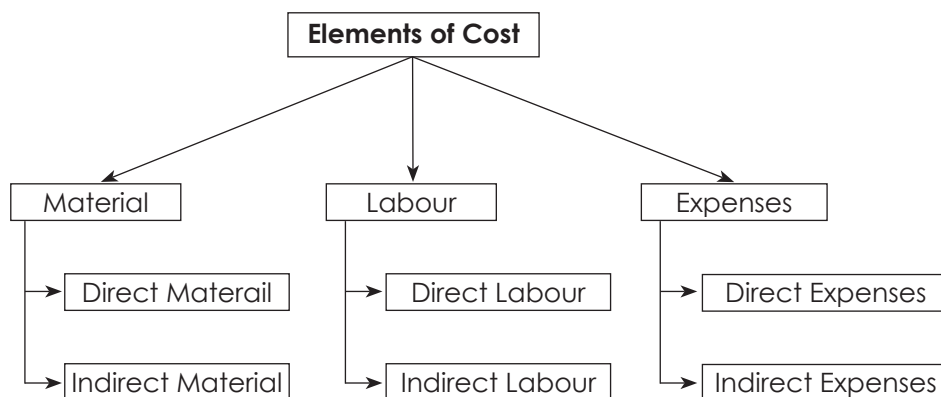 Elements of Cost
Material
Labour
Expenses
Direct Materail
Direct Labour
Direct Expenses
Indirect Material
Indirect Labour
Indirect Expenses